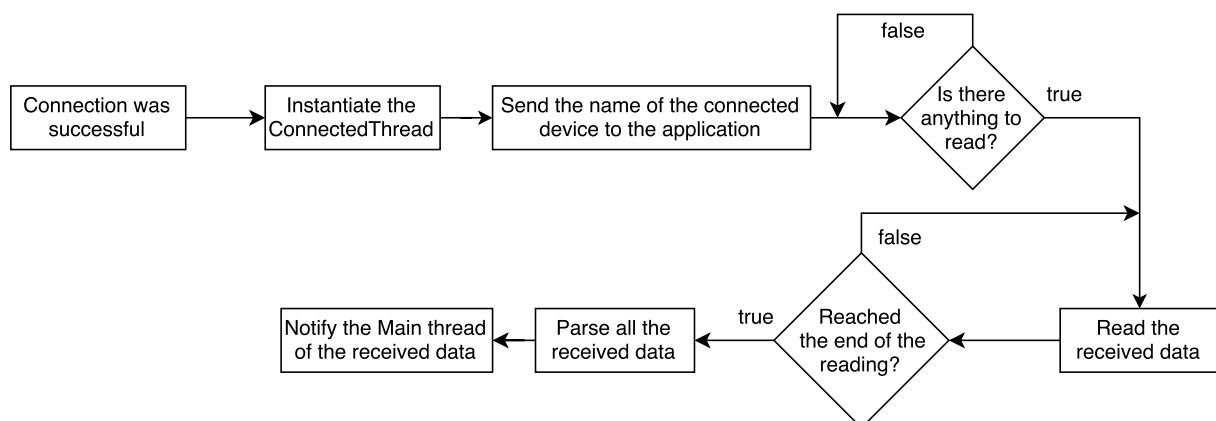 Connection was
successful
Instantiate the
ConnectedThread
Send the name of the connected
device to the application
false
Is there
anything to
read?
true
false
Read the
received data
Reached
the end of the
reading?
true
Parse all the
received data
Notify the Main thread
of the received data